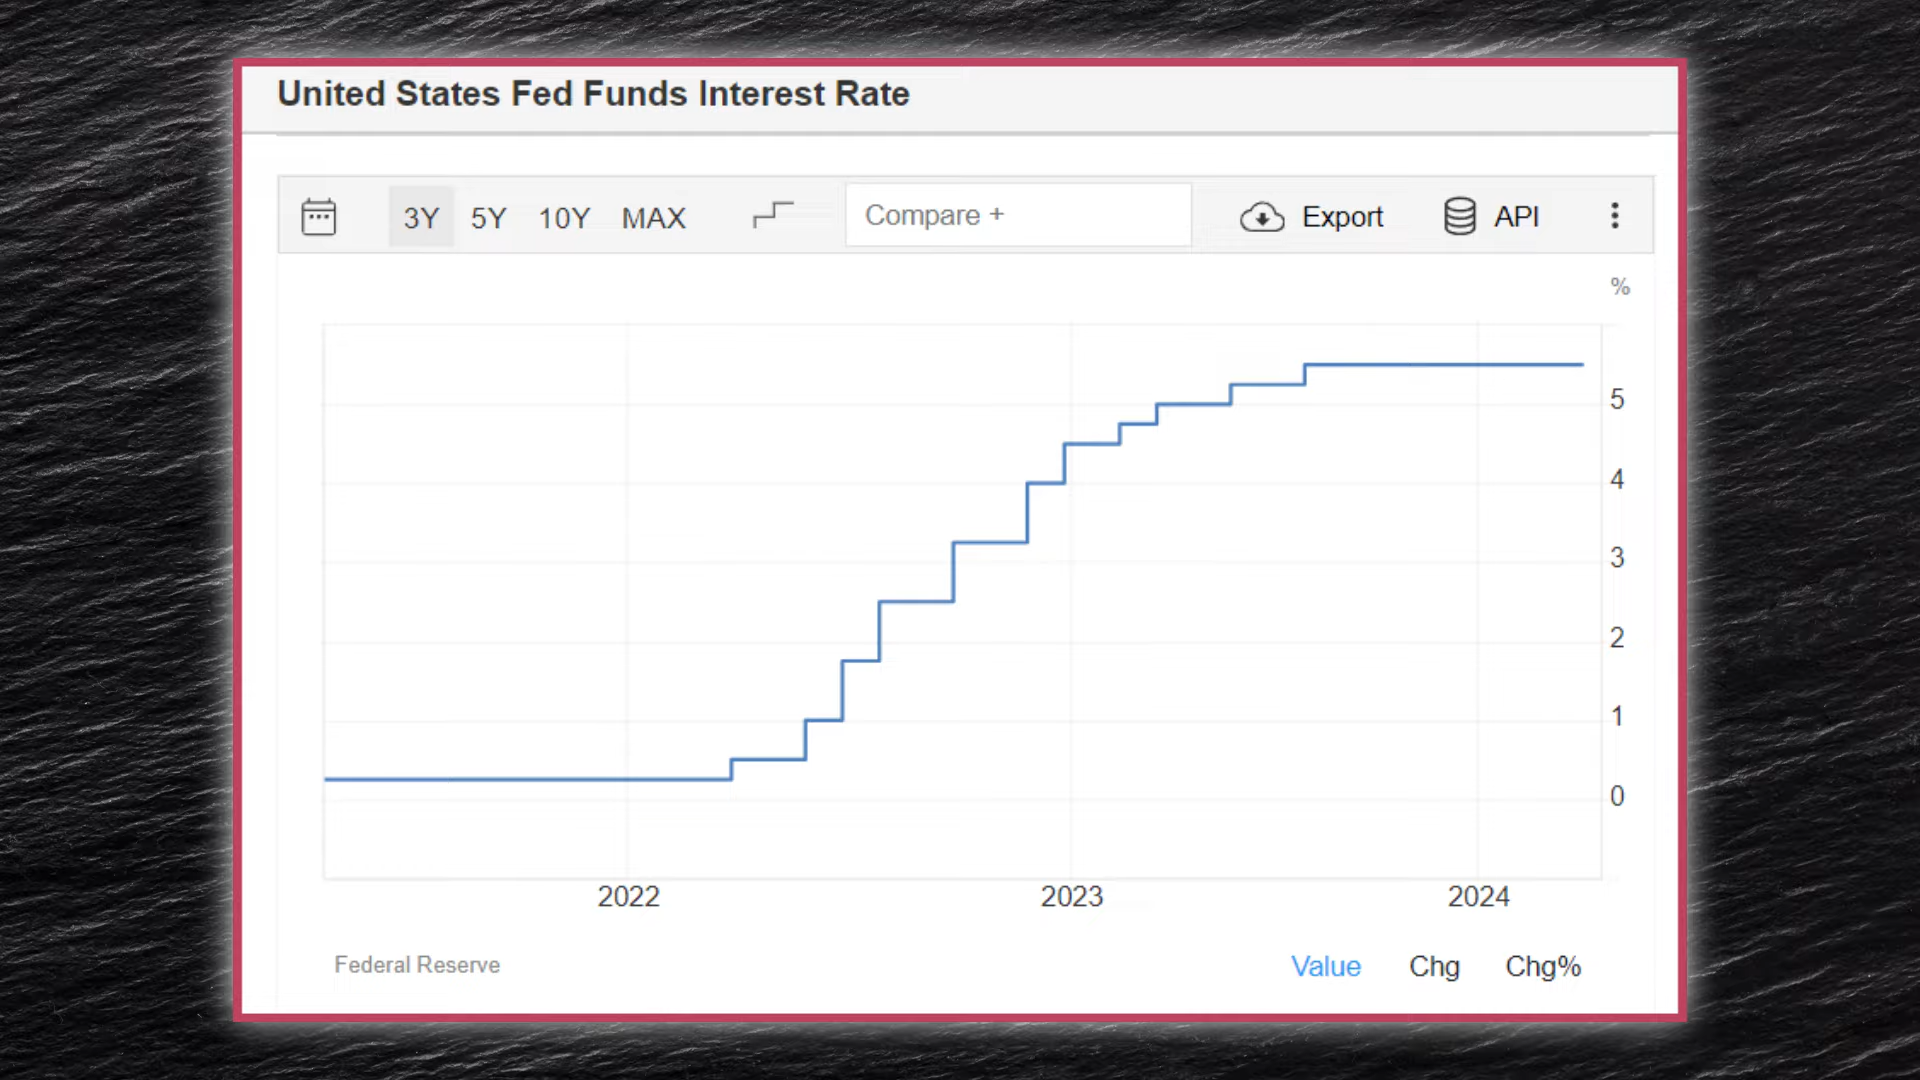 United States Fed Funds Interest Rate
3Y 5Y 10Y MAX Compare + Export API
%
5
4
3
2
1
0
2022 2023 2024
Federal Reserve Value Chg Chg%